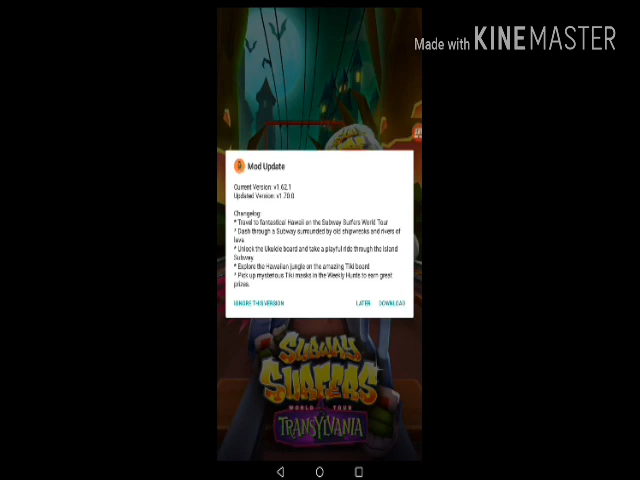 Made with KINEMASTER
Mod Update
Current Version: v1.62.1
Updated Version: v1.70.0
Changelog:
* Travel to fantastical Hawaii on the Subway Surfers World Tour
* Dash through a Subway surrounded by old shipwrecks and rivers of
lava
* Unlock the Ukulele board and take a playful ride through the Island
Subway.
* Explore the Hawaiian jungle on the amazing Tiki board
* Pick up mysterious Tiki masks in the Weekly Hunts to earn great
prizes.
IGNORE THIS VERSION LATER DOWNLOAD
SUBWAY
SURFERS
WORLD TOUR
TRANSYLVANIA